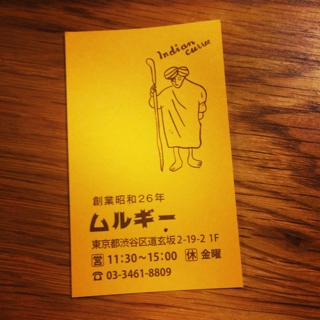 Indian
curry
創業昭和26年
ムルギー
東京都渋谷区道玄坂2-19-2 1F
営 11:30～15:00 休 金曜
☎ 03-3461-8809